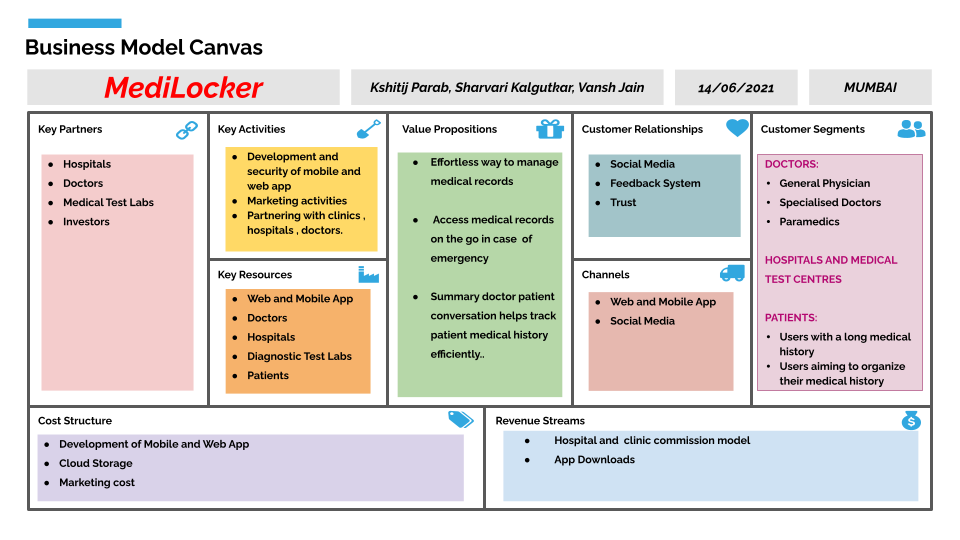 Business Model Canvas
MediLocker
Kshitij Parab, Sharvari Kalgutkar, Vansh Jain
14/06/2021
MUMBAI
Key Partners
● Hospitals
● Doctors
● Medical Test Labs
● Investors
Key Activities
● Development and
security of mobile and
web app
● Marketing activities
● Partnering with clinics ,
hospitals , doctors.
Key Resources
● Web and Mobile App
● Doctors
● Hospitals
● Diagnostic Test Labs
● Patients
Value Propositions
● Effortless way to manage
medical records
● Access medical records
on the go in case of
emergency
● Summary doctor patient
conversation helps track
patient medical history
efficiently..
Customer Relationships
● Social Media
● Feedback System
● Trust
Channels
● Web and Mobile App
● Social Media
Customer Segments
DOCTORS:
• General Physician
• Specialised Doctors
• Paramedics
HOSPITALS AND MEDICAL
TEST CENTRES
PATIENTS:
• Users with a long medical
history
• Users aiming to organize
their medical history
Cost Structure
● Development of Mobile and Web App
● Cloud Storage
● Marketing cost
Revenue Streams
● Hospital and clinic commission model
● App Downloads
$